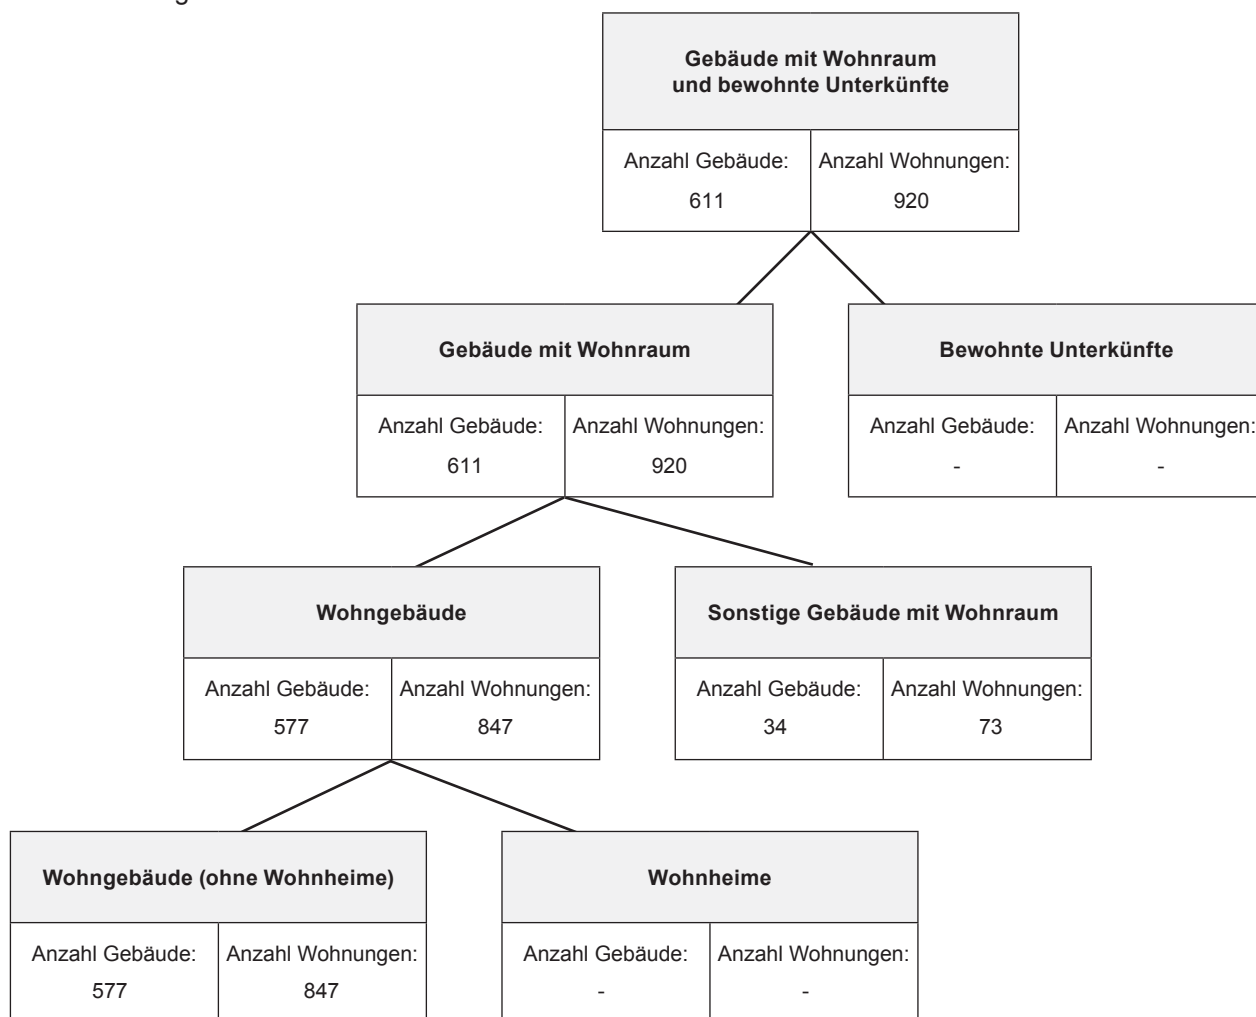 Gebäude mit Wohnraum
und bewohnte Unterkünfte
Anzahl Gebäude: Anzahl Wohnungen:
611 920
Gebäude mit Wohnraum
Bewohnte Unterkünfte
Anzahl Gebäude: Anzahl Wohnungen:
611 920
Anzahl Gebäude: Anzahl Wohnungen:
- -
Wohngebäude
Sonstige Gebäude mit Wohnraum
Anzahl Gebäude: Anzahl Wohnungen:
577 847
Anzahl Gebäude: Anzahl Wohnungen:
34 73
Wohngebäude (ohne Wohnheime)
Wohnheime
Anzahl Gebäude: Anzahl Wohnungen:
577 847
Anzahl Gebäude: Anzahl Wohnungen:
- -